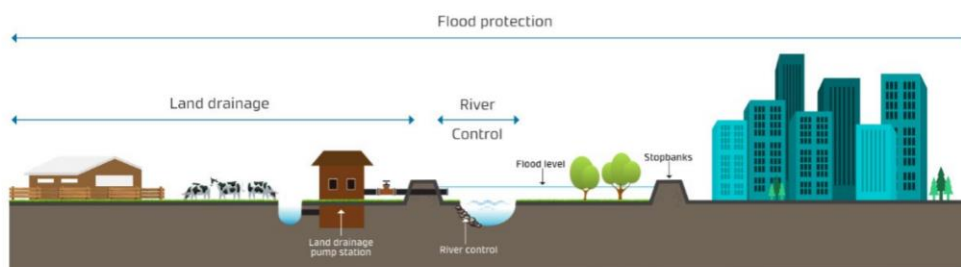 Flood protection
Land drainage
River
Control
Flood level
Stopbanks
Land drainage
pump station
River control